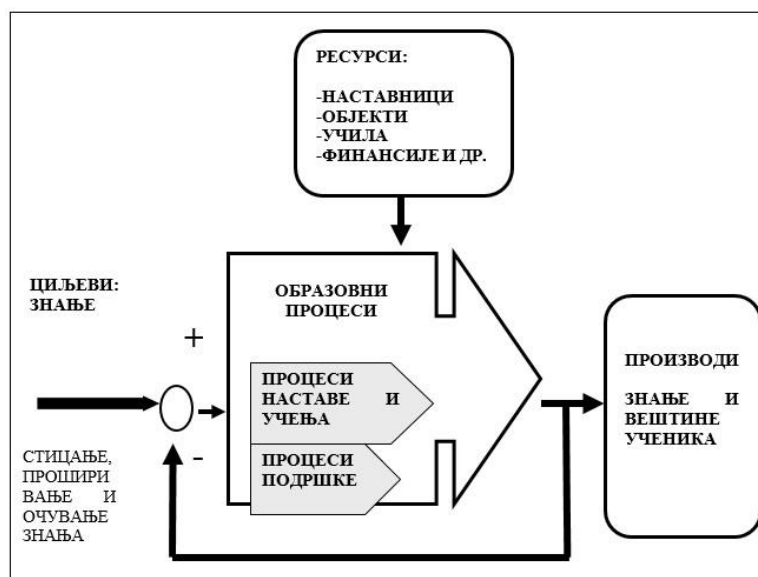 РЕСУРСИ:
-НАСТАВНИЦИ
-ОБЈЕКТИ
-УЧИЛА
-ФИНАНСИЈЕ И ДР.
ЦИЉЕВИ:
ЗНАЊЕ
+
-
СТИЦАЊЕ,
ПРОШИРИ
ВАЊЕ И
ОЧУВАЊЕ
ЗНАЊА
ОБРАЗОВНИ
ПРОЦЕСИ
ПРОЦЕСИ
НАСТАВЕ И
УЧЕЊА
ПРОЦЕСИ
ПОДРШКЕ
ПРОИЗВОДИ
ЗНАЊЕ И
ВЕШТИНЕ
УЧЕНИКА